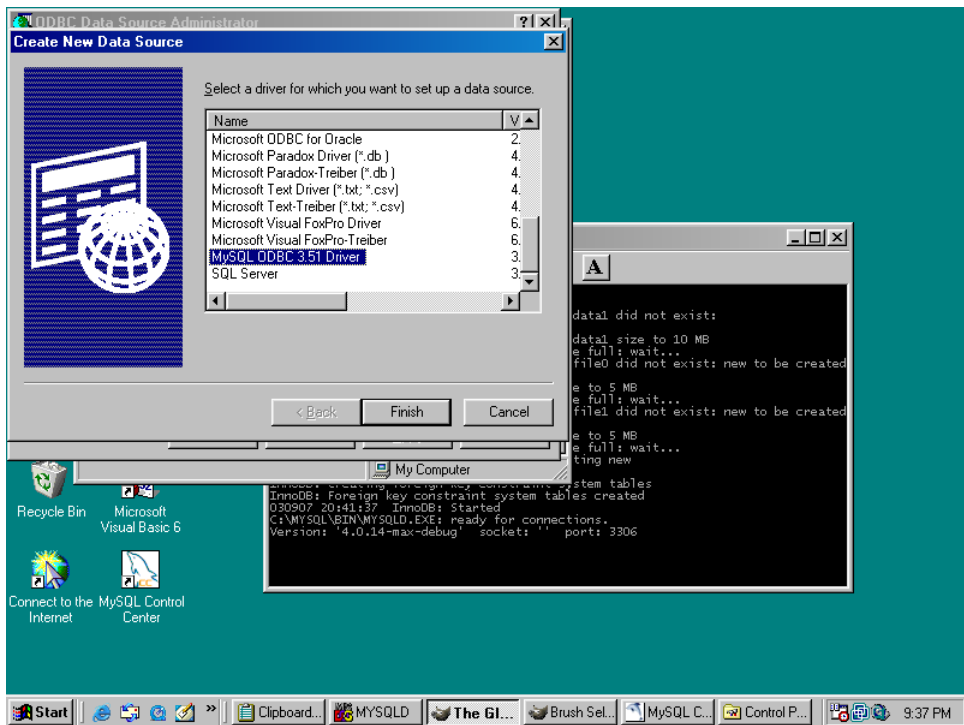 ODBC Data Source Administrator
Create New Data Source
Select a driver for which you want to set up a data source.
Name V
Microsoft ODBC for Oracle 2.
Microsoft Paradox Driver (*.db ) 4.
Microsoft Paradox-Treiber (*.db ) 4.
Microsoft Text Driver (*.txt; *.csv) 4.
Microsoft Text-Treiber (*.txt; *.csv) 4.
Microsoft Visual FoxPro Driver 6.
Microsoft Visual FoxPro-Treiber 6.
MySQL ODBC 3.51 Driver 3.
SQL Server 3.
< Back
Finish
Cancel
My Computer
A
data1 did not exist:
data1 size to 10 MB
e full: wait...
file0 did not exist: new to be created
e to 5 MB
e full: wait...
file1 did not exist: new to be created
e to 5 MB
e full: wait...
ting new
InnoDB: Creating foreign key constraint system tables
InnoDB: Foreign key constraint system tables created
030907 20:41:37 InnoDB: Started
C:\MYSQL\BIN\MYSQLD.EXE: ready for connections.
Version: '4.0.14-max-debug' socket: '' port: 3306
Recycle Bin
Microsoft Visual Basic 6
Connect to the Internet
MySQL Control Center
Start
»
Clipboard...
MYSQLD
The GI...
Brush Sel...
MySQL C...
Control P...
9:37 PM